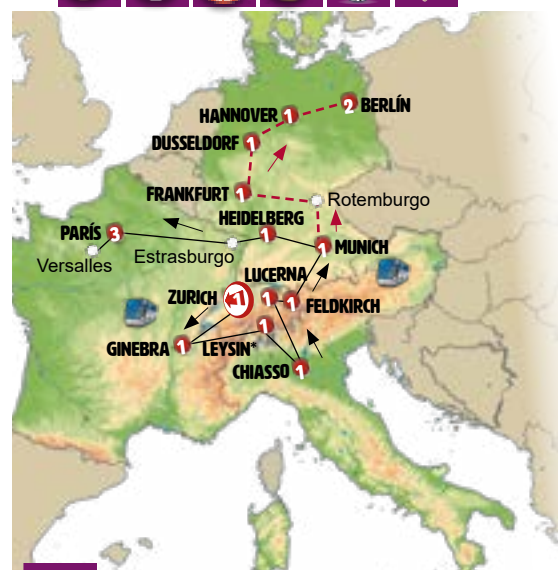 HANNOVER 1
2 BERLÍN
DUSSELDORF 1
FRANKFURT 1
Rotemburgo
HEIDELBERG
1
PARÍS 3
Versalles
Estrasburgo
1 MUNICH
LUCERNA
ZURICH 1
1
1 FELDKIRCH
GINEBRA 1
1
LEYSIN*
CHIASSO 1